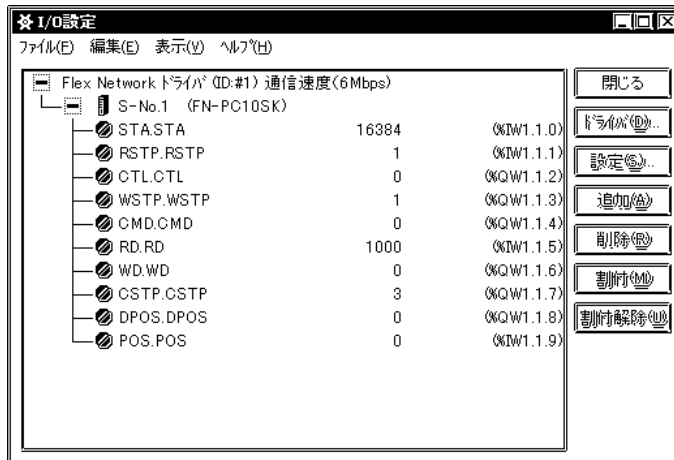 I/O設定
ファイル(F) 編集(E) 表示(V) ヘルプ(H)
Flex Network ドライバ (ID:#1) 通信速度(6Mbps)
S-No.1 (FN-PC10SK)
STA.STA 16384 (%IW1.1.0)
RSTP.RSTP 1 (%IW1.1.1)
CTL.CTL 0 (%QW1.1.2)
WSTP.WSTP 1 (%QW1.1.3)
CMD.CMD 0 (%QW1.1.4)
RD.RD 1000 (%IW1.1.5)
WD.WD 0 (%QW1.1.6)
CSTP.CSTP 3 (%QW1.1.7)
DPOS.DPOS 0 (%QW1.1.8)
POS.POS 0 (%IW1.1.9)
閉じる
ドライバ(D)...
設定(S)...
追加(A)
削除(R)
割付(M)
割付解除(U)